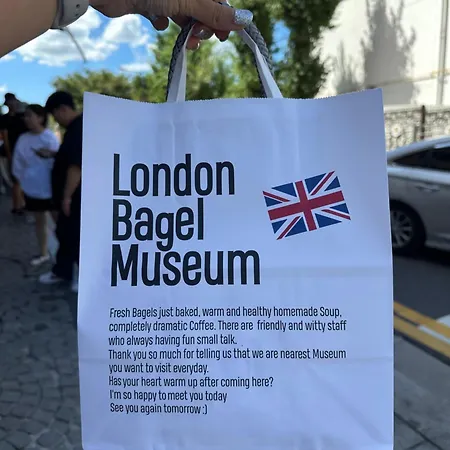 London
Bagel
Museum
Fresh Bagels just baked, warm and healthy homemade Soup,
completely dramatic Coffee. There are friendly and witty staff
who always having fun small talk.
Thank you so much for telling us that we are nearest Museum
you want to visit everyday.
Has your heart warm up after coming here?
I'm so happy to meet you today
See you again tomorrow :)